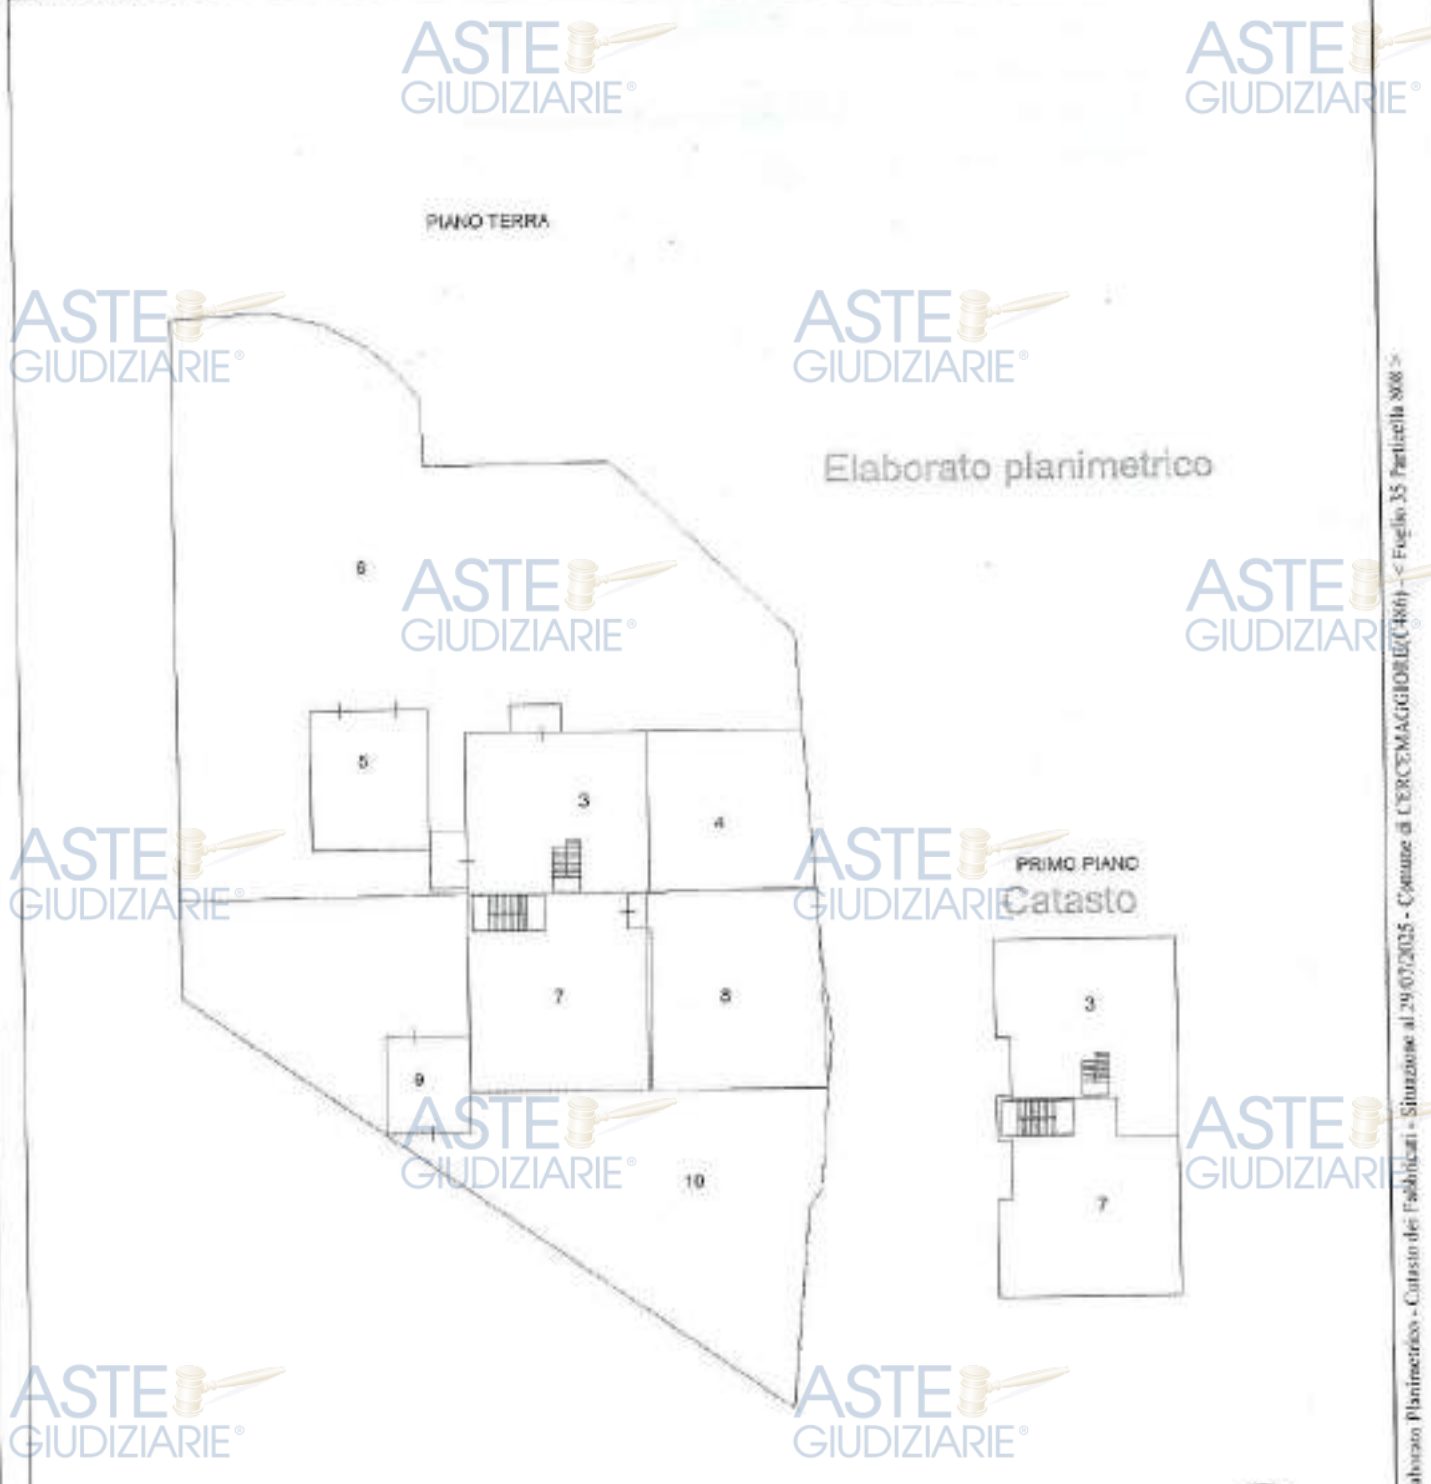 ASTE
GIUDIZIARIE®
ASTE
GIUDIZIARIE®
PIANO TERRA
ASTE
GIUDIZIARIE®
ASTE
GIUDIZIARIE®
Elaborato planimetrico
6
ASTE
GIUDIZIARIE®
ASTE
GIUDIZIARIE®
5
3
4
ASTE
GIUDIZIARIE®
ASTE
GIUDIZIARIE®
PRIMO PIANO
Catasto
7
8
3
9
ASTE
GIUDIZIARIE®
ASTE
GIUDIZIARIE®
10
7
ASTE
GIUDIZIARIE®
ASTE
GIUDIZIARIE®
Planimetrico - Catasto dei Fabbricati - Situazione al 29/07/2025 - Comune di CERCEMAGGIORE(C486) - < Foglio 35 Particella 808 >